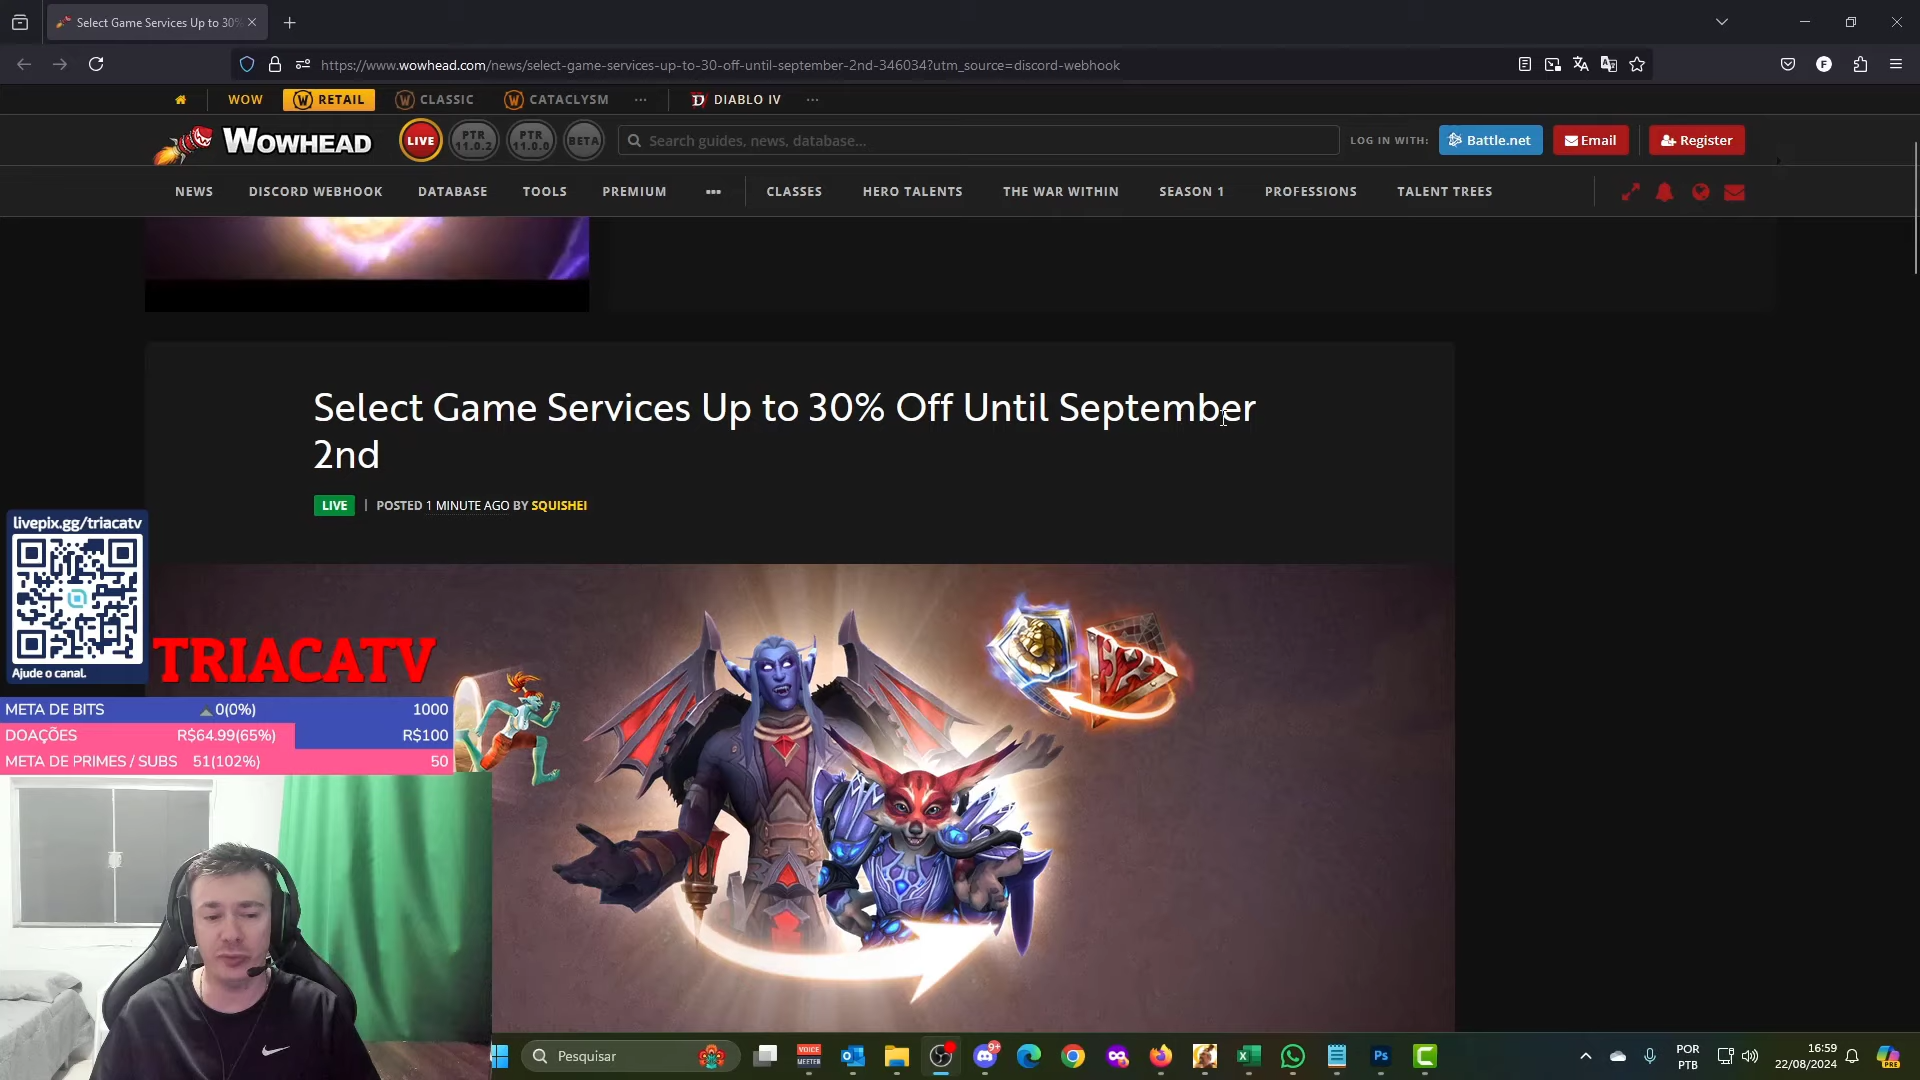 Select Game Services Up to 30%
https://www.wowhead.com/news/select-game-services-up-to-30-off-until-september-2nd-346034?utm_source=discord-webhook
WOW
RETAIL
CLASSIC
CATACLYSM
DIABLO IV
WOWHEAD
LIVE
PTR
11.0.2
PTR
11.0.0
BETA
Search guides, news, database...
LOG IN WITH:
Battle.net
Email
Register
NEWS
DISCORD WEBHOOK
DATABASE
TOOLS
PREMIUM
CLASSES
HERO TALENTS
THE WAR WITHIN
SEASON 1
PROFESSIONS
TALENT TREES
Select Game Services Up to 30% Off Until September
2nd
LIVE | POSTED 1 MINUTE AGO BY SQUISHEI
livepix.gg/triacatv
Ajude o canal.
TRIACATV
META DE BITS 0(0%) 1000
DOAÇÕES R$64.99(65%) R$100
META DE PRIMES / SUBS 51(102%) 50
Pesquisar
VOICE
MEETER
9+
POR
PTB
16:59
22/08/2024
PRE